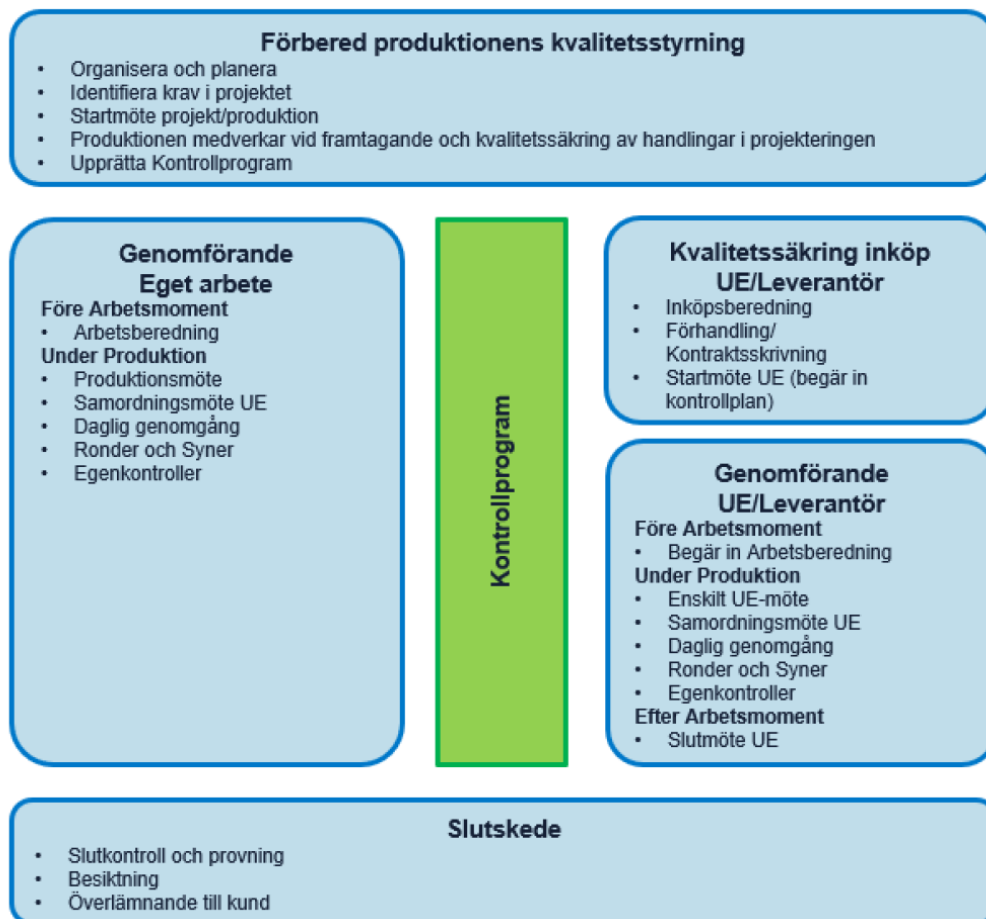 Förbered produktionens kvalitetsstyrning
• Organisera och planera
• Identifiera krav i projektet
• Startmöte projekt/produktion
• Produktionen medverkar vid framtagande och kvalitetssäkring av handlingar i projekteringen
• Upprätta Kontrollprogram
Genomförande
Eget arbete
Före Arbetsmoment
• Arbetsberedning
Under Produktion
• Produktionsmöte
• Samordningsmöte UE
• Daglig genomgång
• Ronder och Syner
• Egenkontroller
Kontrollprogram
Kvalitetssäkring inköp
UE/Leverantör
• Inköpsberedning
• Förhandling/
Kontraktsskrivning
• Startmöte UE (begär in
kontrollplan)
Genomförande
UE/Leverantör
Före Arbetsmoment
• Begär in Arbetsberedning
Under Produktion
• Enskilt UE-möte
• Samordningsmöte UE
• Daglig genomgång
• Ronder och Syner
• Egenkontroller
Efter Arbetsmoment
• Slutmöte UE
Slutskede
• Slutkontroll och provning
• Besiktning
• Överlämnande till kund